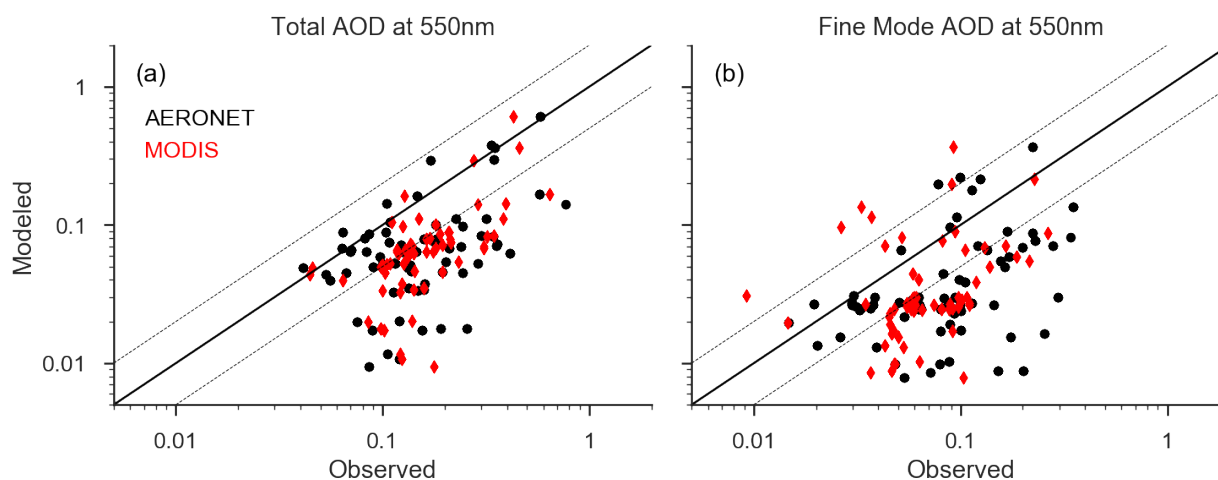 Total AOD at 550nm
Fine Mode AOD at 550nm
(a)
(b)
AERONET
MODIS
Modeled
1
0.1
0.01
0.01
0.1
1
Observed
0.01
0.1
1
Observed